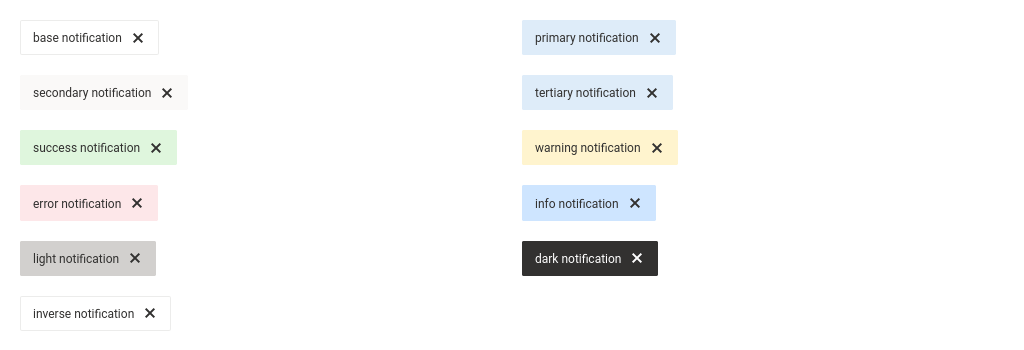 base notification
primary notification
secondary notification
tertiary notification
success notification
warning notification
error notification
info notification
light notification
dark notification
inverse notification